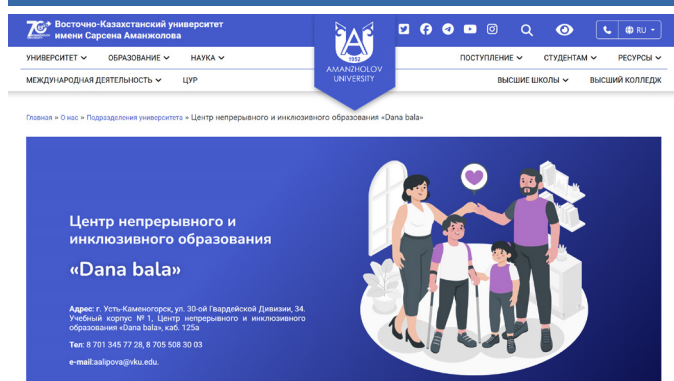 Восточно-Казахстанский университет
имени Сарсена Аманжолова
RU
УНИВЕРСИТЕТ
ОБРАЗОВАНИЕ
НАУКА
1952
AMANZHOLOV
UNIVERSITY
ПОСТУПЛЕНИЕ
СТУДЕНТАМ
РЕСУРСЫ
МЕЖДУНАРОДНАЯ ДЕЯТЕЛЬНОСТЬ
ЦУР
ВЫСШИЕ ШКОЛЫ
ВЫСШИЙ КОЛЛЕДЖ
Главная » О нас » Подразделения университета » Центр непрерывного и инклюзивного образования «Dana bala»
Центр непрерывного и
инклюзивного образования
«Dana bala»
Адрес: г. Усть-Каменогорск, ул. 30-ой Гвардейской Дивизии, 34.
Учебный корпус № 1, Центр непрерывного и инклюзивного
образования «Dana bala», каб. 125а
Тел: 8 701 345 77 28, 8 705 508 30 03
e-mail:aalipova@vku.edu.